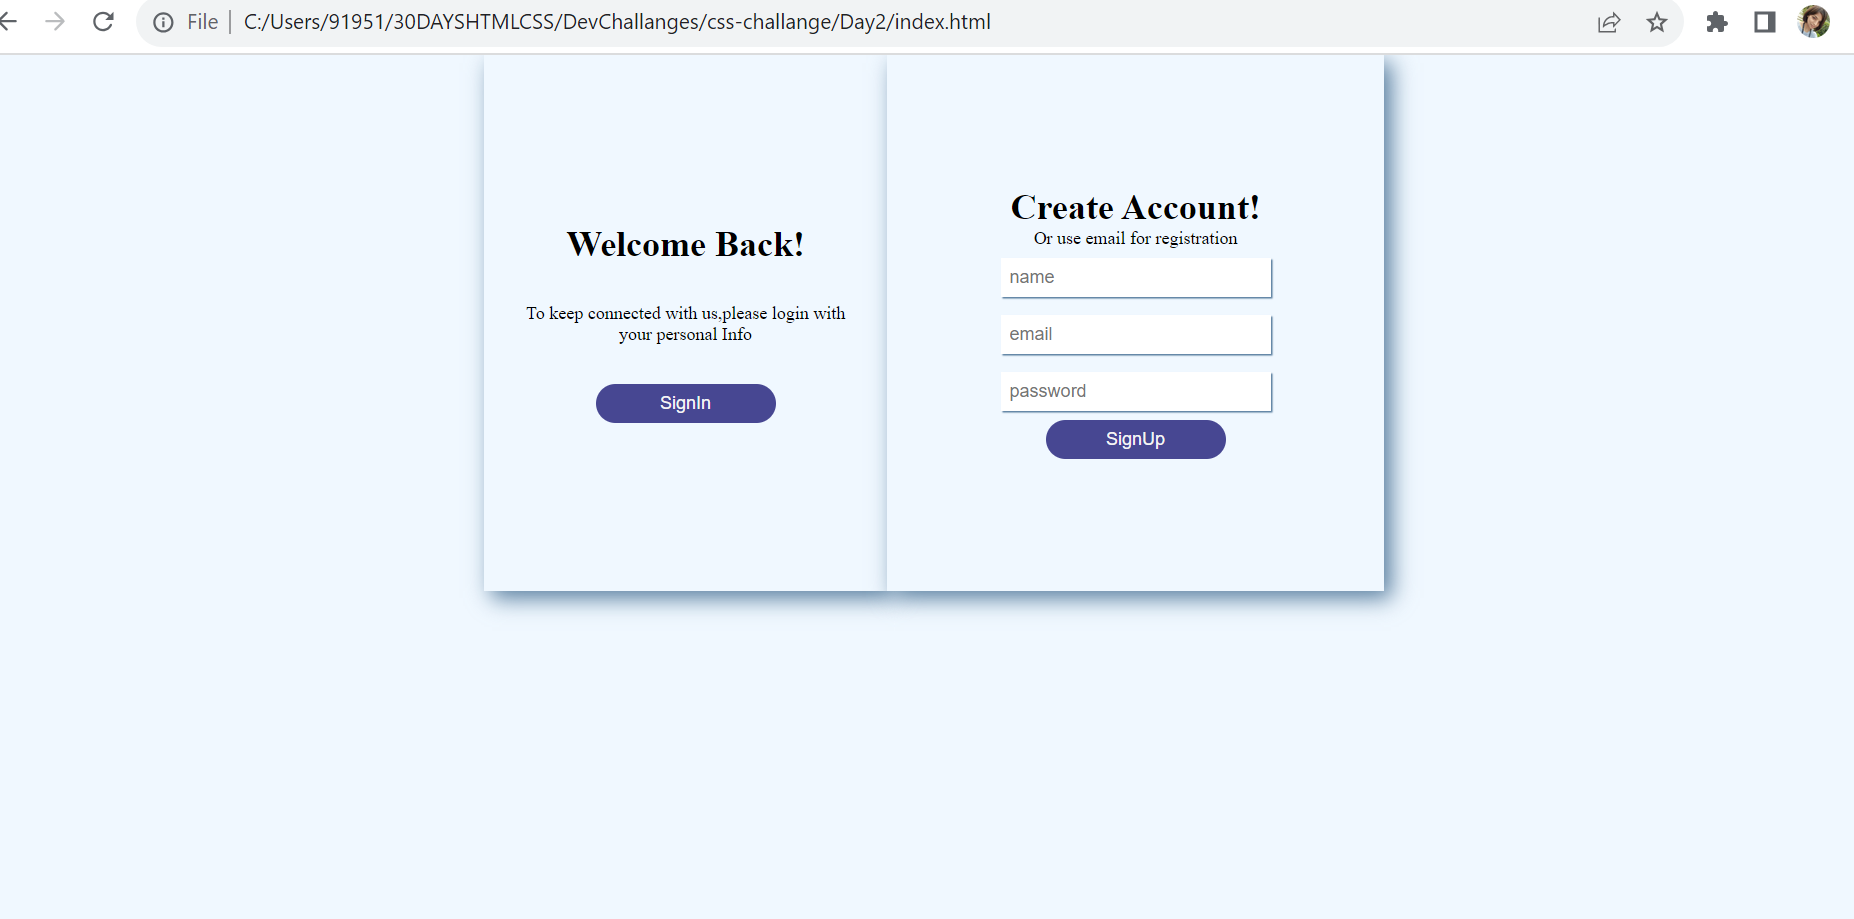 File C:/Users/91951/30DAYSHTMLCSS/DevChallanges/css-challange/Day2/index.html
Welcome Back!
To keep connected with us,please login with
your personal Info
SignIn
Create Account!
Or use email for registration
name
email
password
SignUp